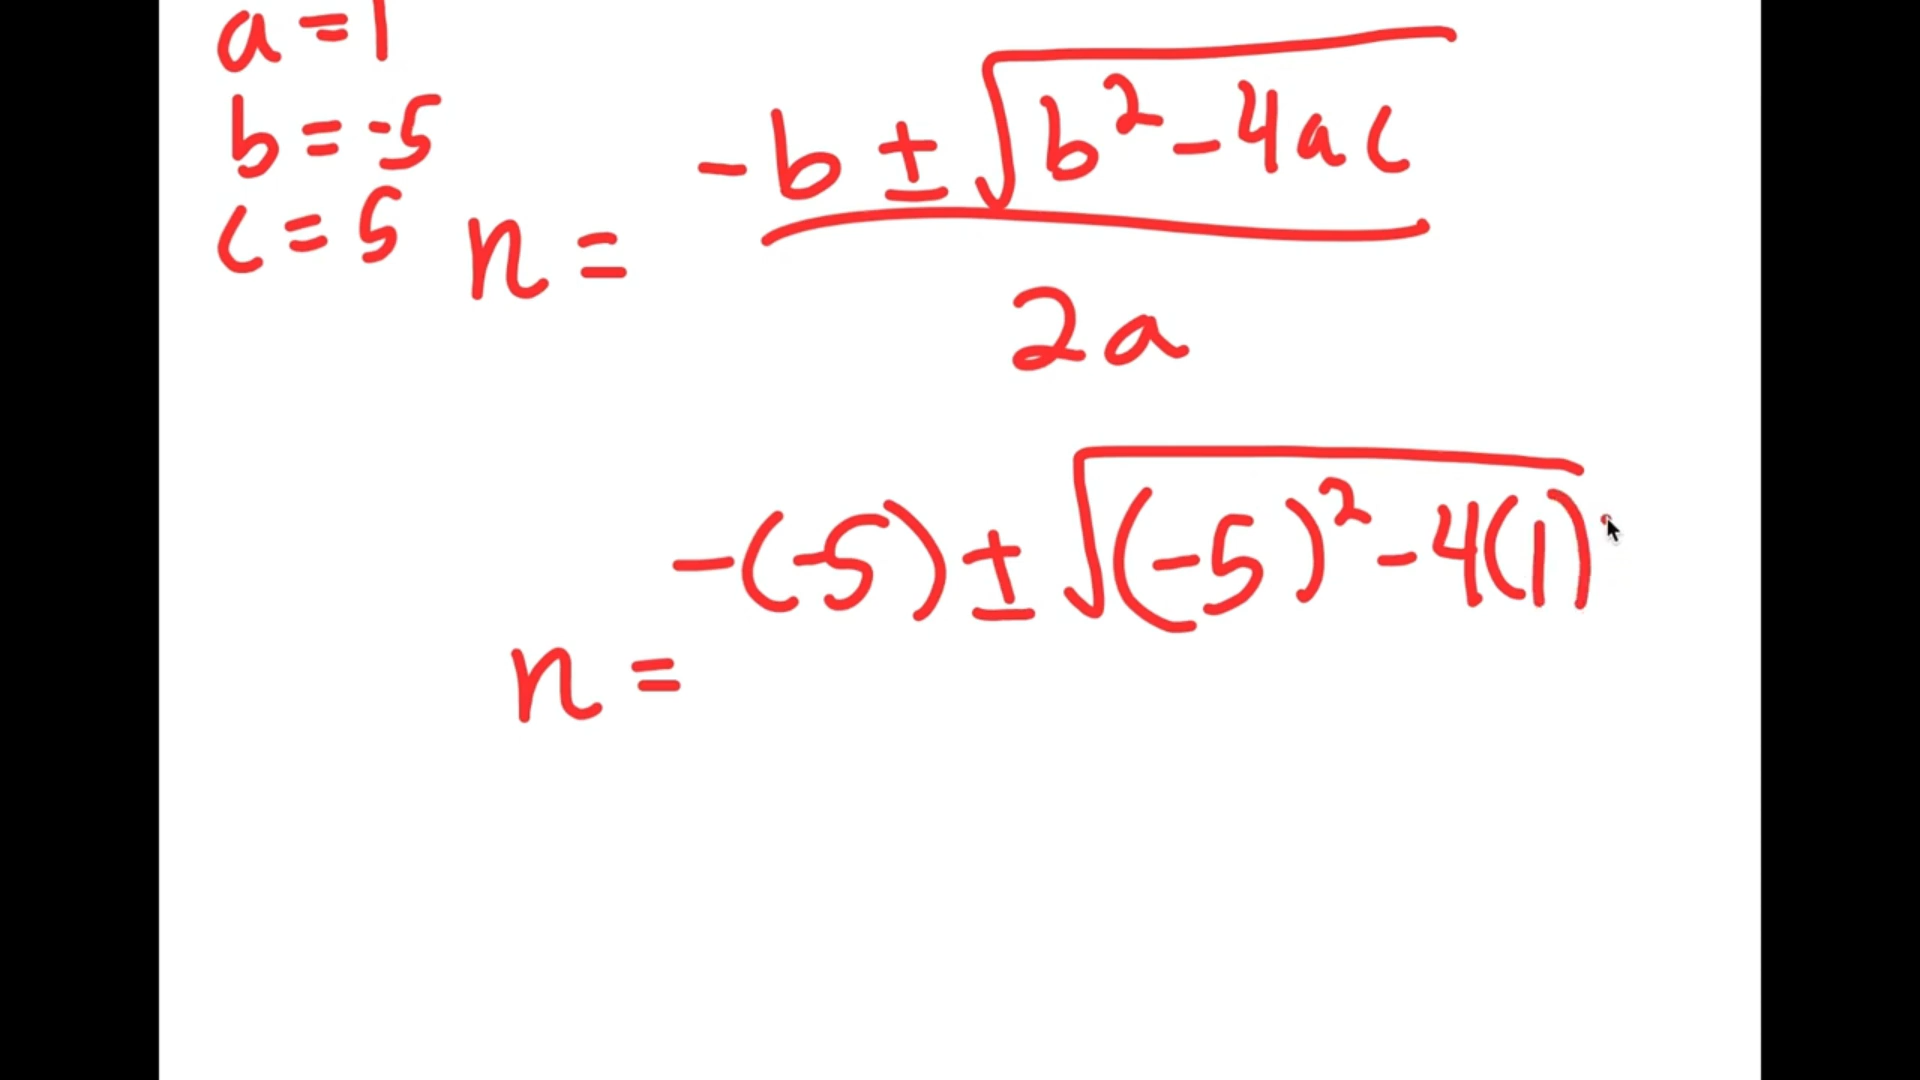 a = 1
b = -5
c = 5
n = -b ± √b² - 4ac
2a
-(-5) ± √(-5)² - 4(1)
n =